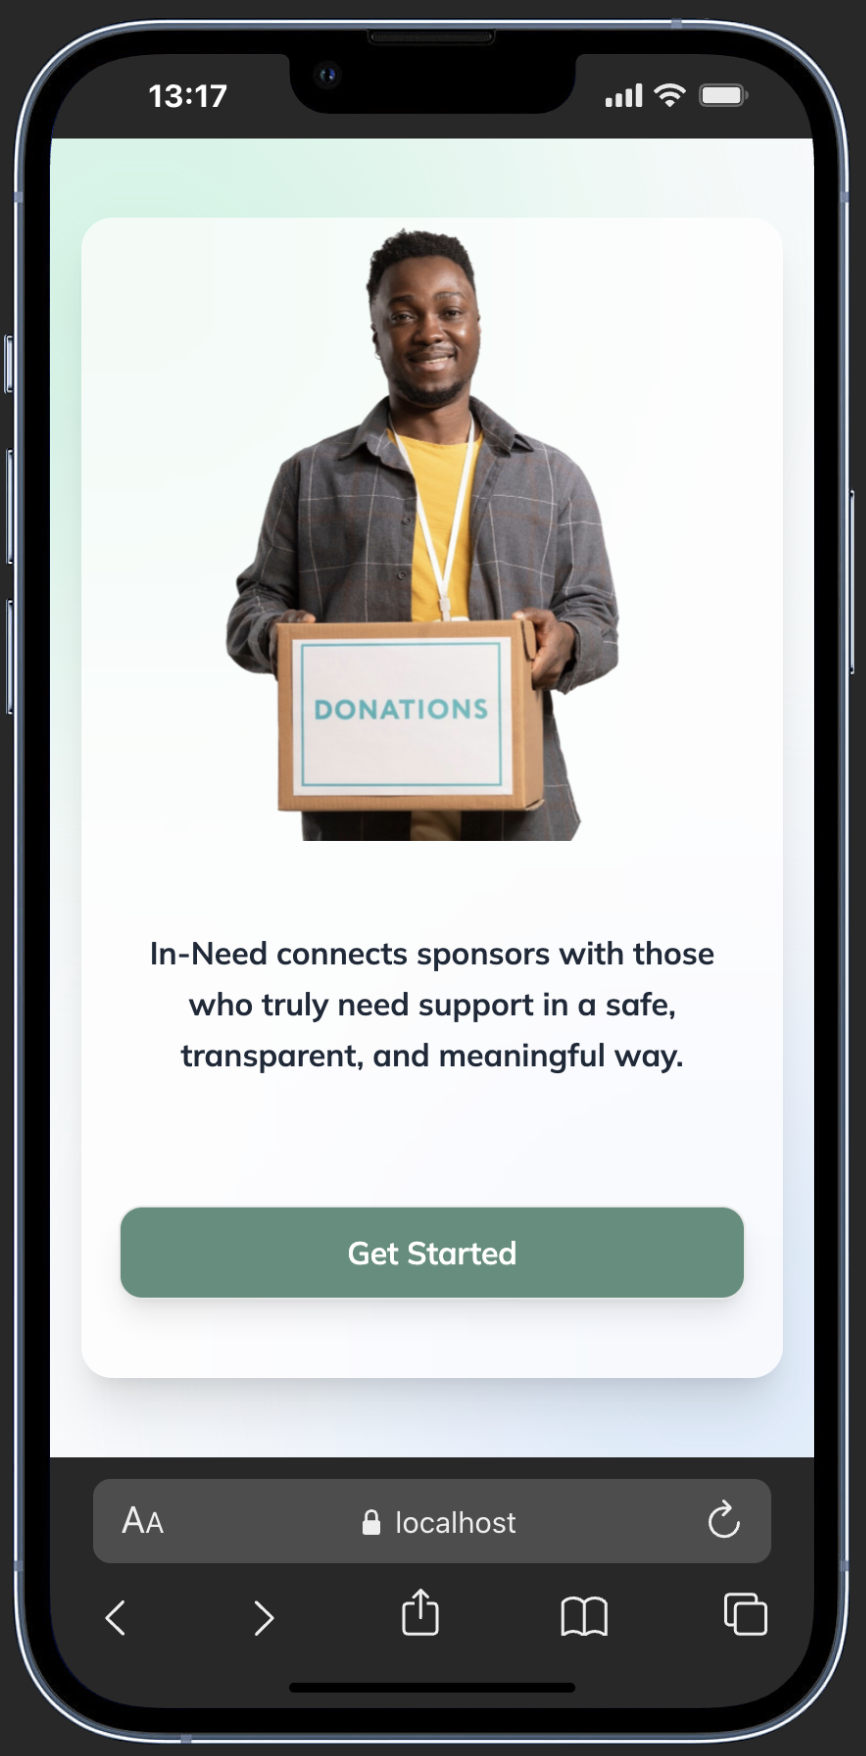 13:17
DONATIONS
In-Need connects sponsors with those
who truly need support in a safe,
transparent, and meaningful way.
Get Started
AA
localhost